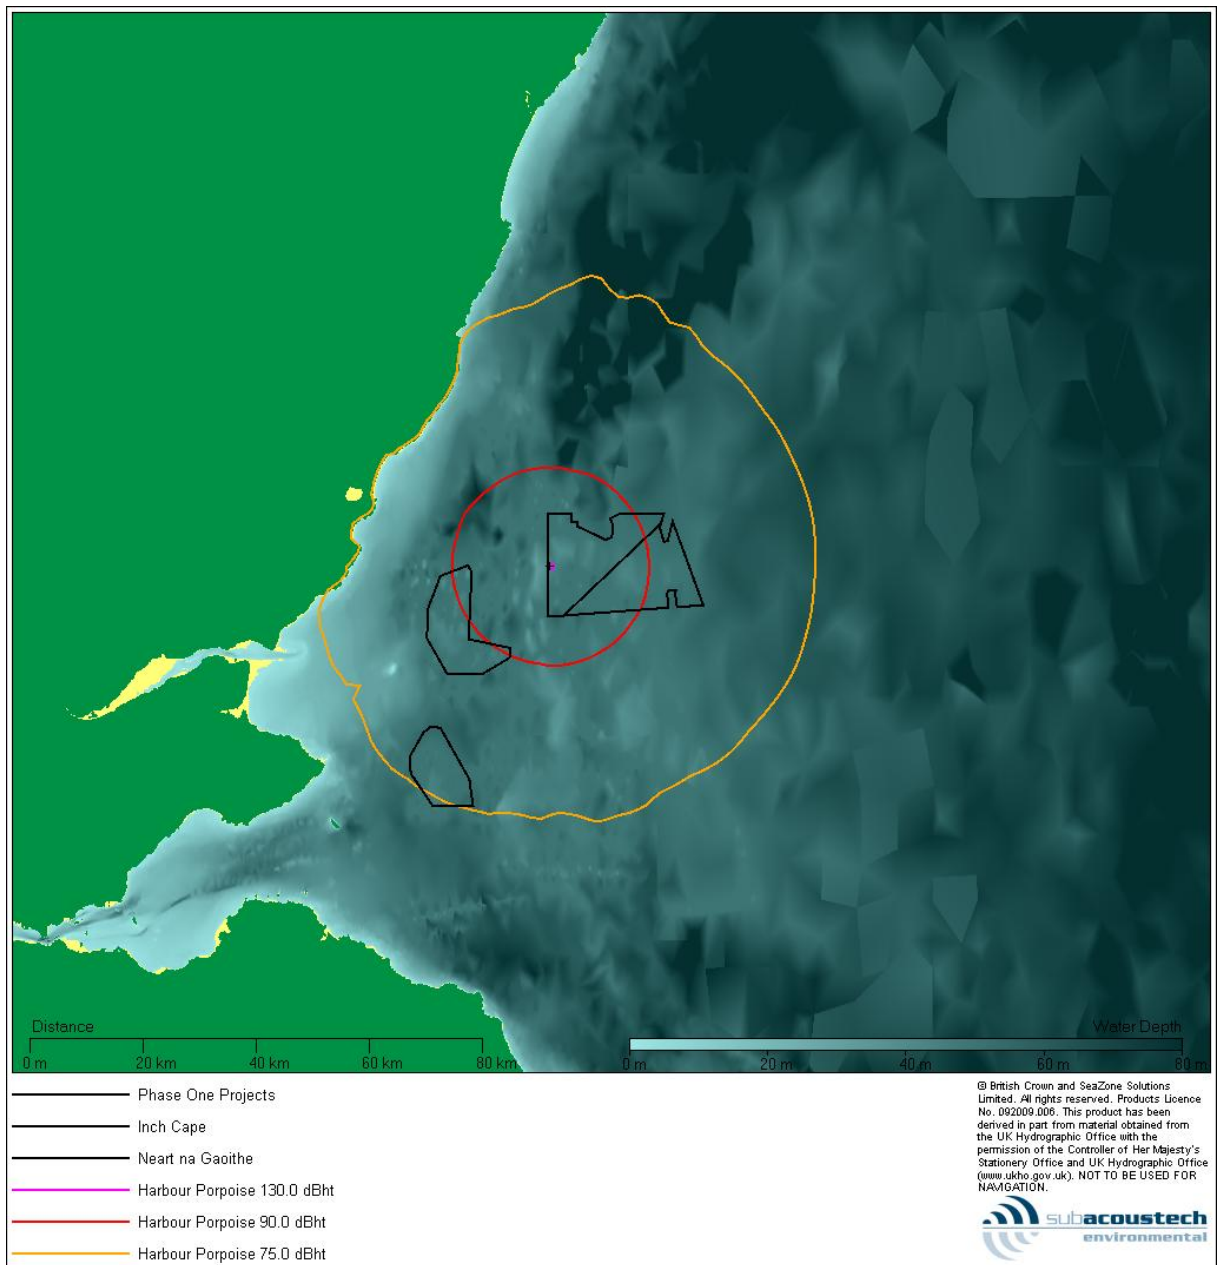 Distance
0 m 20 km 40 km 60 km 80 km
Water Depth
0 m 20 m 40 m 60 m 80 m
Phase One Projects
Inch Cape
Neart na Gaoithe
Harbour Porpoise 130.0 dBht
Harbour Porpoise 90.0 dBht
Harbour Porpoise 75.0 dBht
© British Crown and SeaZone Solutions
Limited. All rights reserved. Products Licence
No. 092009.006. This product has been
derived in part from material obtained from
the UK Hydrographic Office with the
permission of the Controller of Her Majesty's
Stationery Office and UK Hydrographic Office
(www.ukho.gov.uk). NOT TO BE USED FOR
NAVIGATION.
subacoustech
environmental